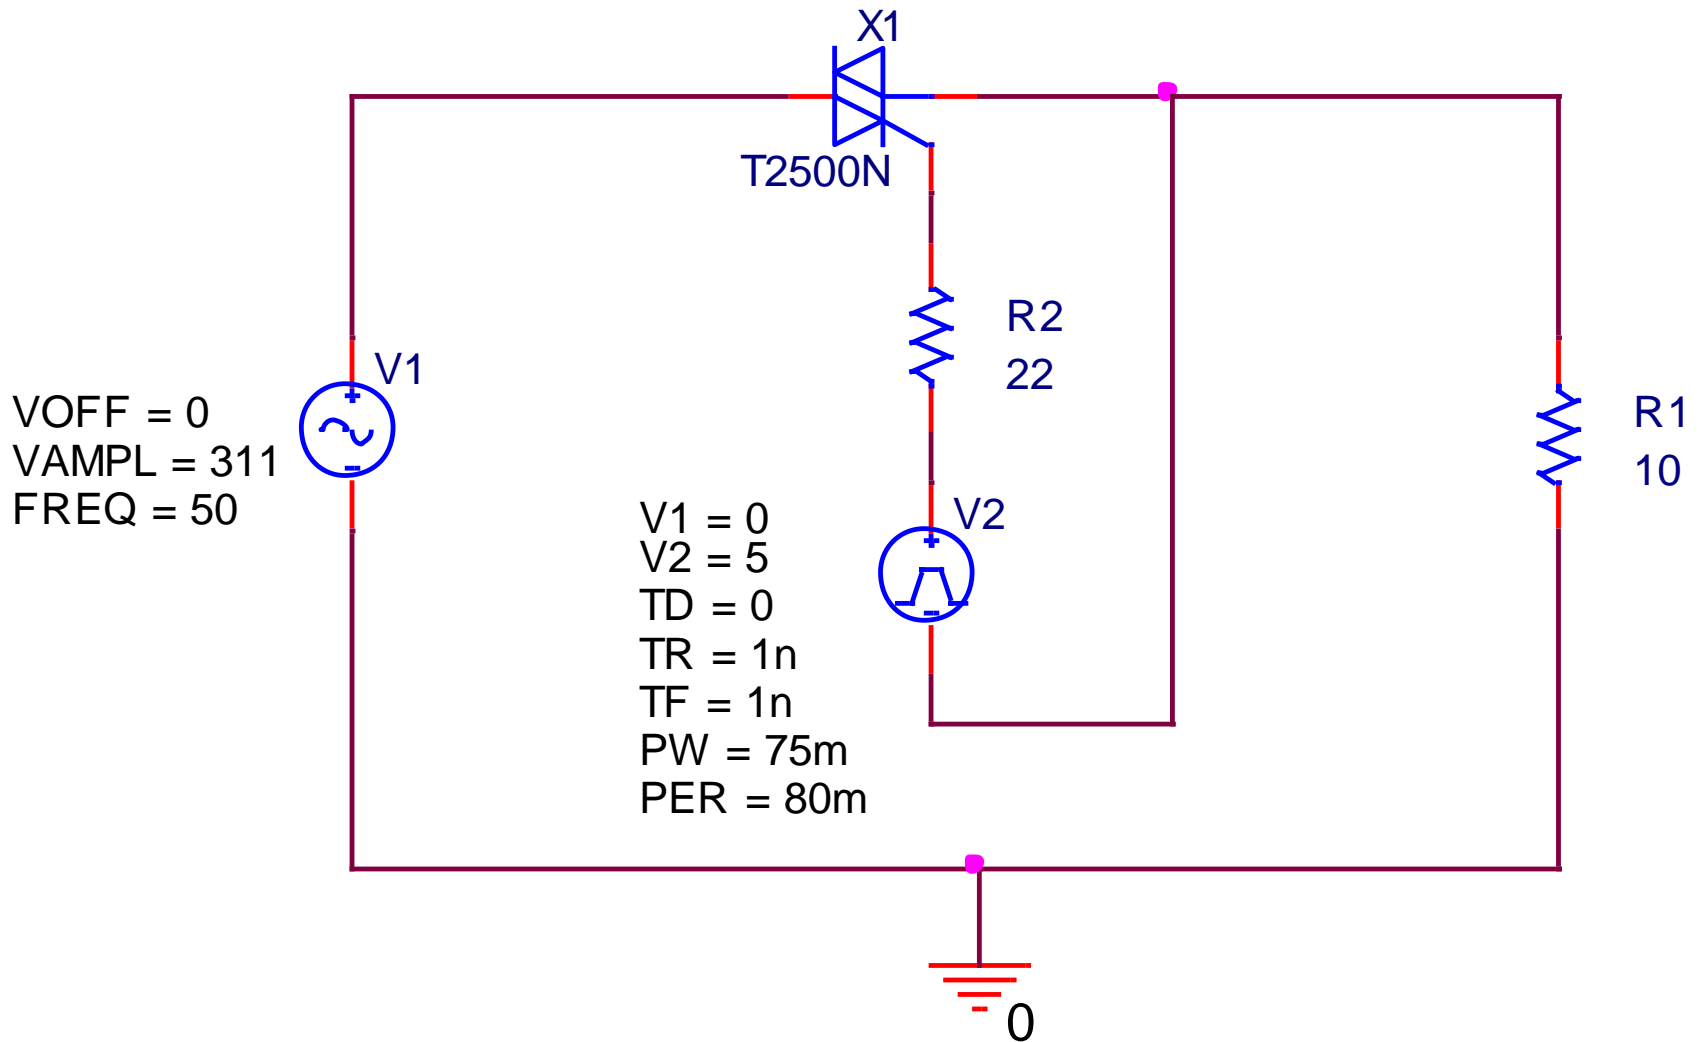 X1
T2500N
V1
VOFF = 0
VAMPL = 311
FREQ = 50
R2
22
R1
10
V2
V1 = 0
V2 = 5
TD = 0
TR = 1n
TF = 1n
PW = 75m
PER = 80m
0